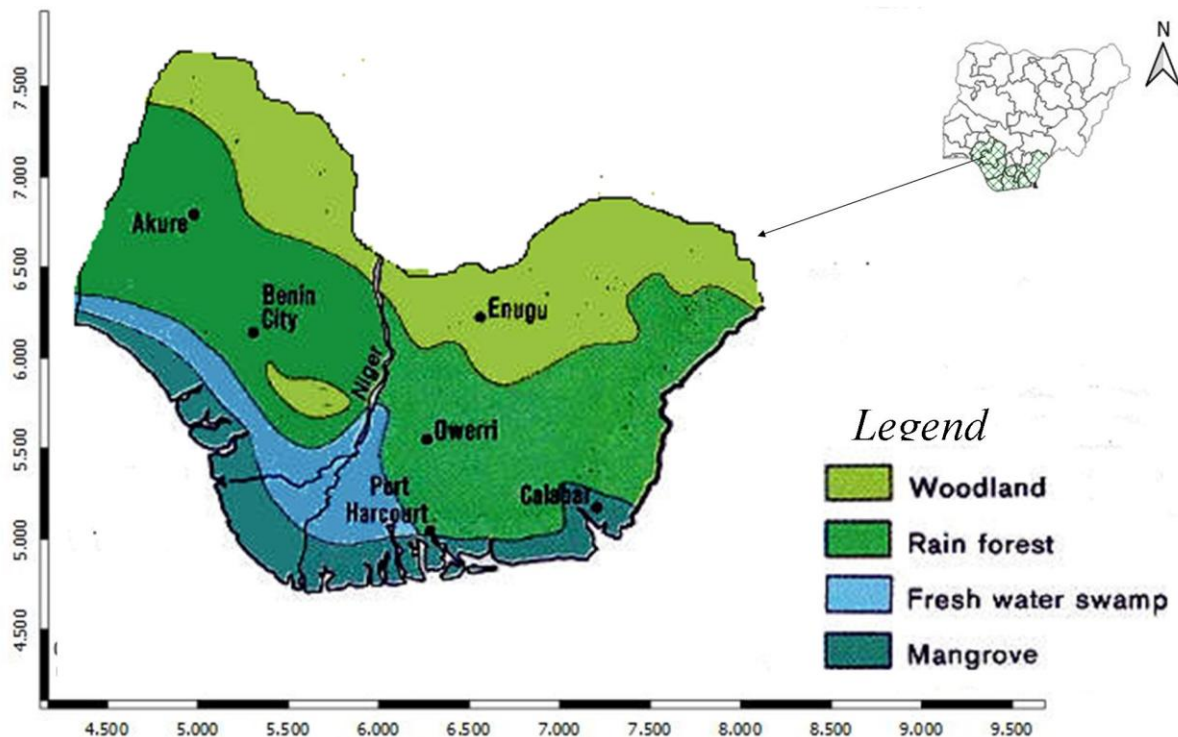 N
7.500
7.000
6.500
6.000
5.500
5.000
4.500
Akure
Benin
City
Niger
Enugu
Owerri
Port
Harcourt
Calabar
Legend
Woodland
Rain forest
Fresh water swamp
Mangrove
4.500 5.000 5.500 6.000 6.500 7.000 7.500 8.000 8.500 9.000 9.500